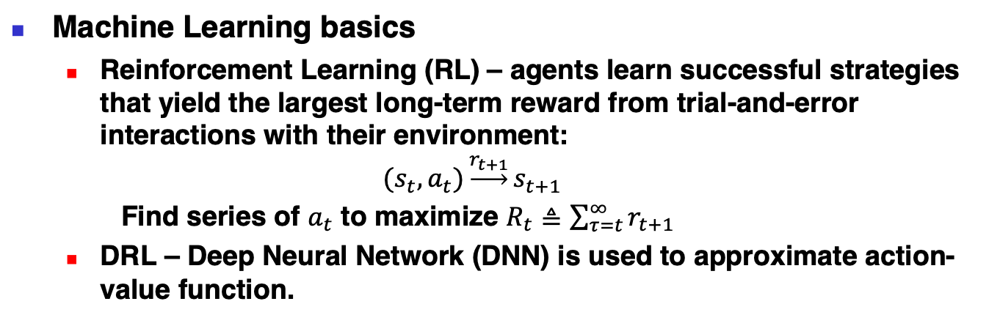 Machine Learning basics
Reinforcement Learning (RL) – agents learn successful strategies
that yield the largest long-term reward from trial-and-error
interactions with their environment:
(s_t, a_t) \xrightarrow{r_{t+1}} s_{t+1}
Find series of a_t to maximize R_t ≜ ∑_{τ=t}^{∞} r_{t+1}
DRL – Deep Neural Network (DNN) is used to approximate action-
value function.